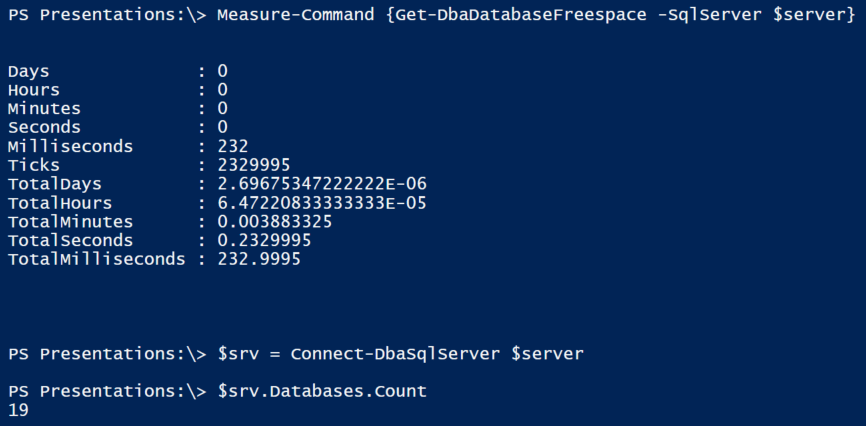 PS Presentations:\> Measure-Command {Get-DbaDatabaseFreespace -SqlServer $server}
Days : 0
Hours : 0
Minutes : 0
Seconds : 0
Milliseconds : 232
Ticks : 2329995
TotalDays : 2.69675347222222E-06
TotalHours : 6.47220833333333E-05
TotalMinutes : 0.003883325
TotalSeconds : 0.2329995
TotalMilliseconds : 232.9995
PS Presentations:\> $srv = Connect-DbaSqlServer $server
PS Presentations:\> $srv.Databases.Count
19